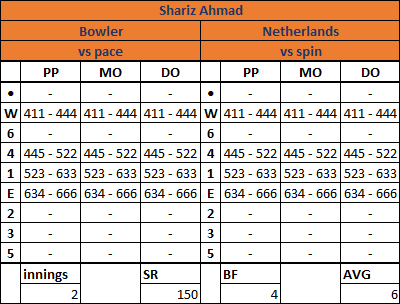 Shariz Ahmad
Bowler Netherlands
vs pace vs spin
PP MO DO PP MO DO
• - - - • - - -
W 411 - 444 411 - 444 411 - 444 W 411 - 444 411 - 444 411 - 444
6 - - - 6 - - -
4 445 - 522 445 - 522 445 - 522 4 445 - 522 445 - 522 445 - 522
1 523 - 633 523 - 633 523 - 633 1 523 - 633 523 - 633 523 - 633
E 634 - 666 634 - 666 634 - 666 E 634 - 666 634 - 666 634 - 666
2 - - - 2 - - -
3 - - - 3 - - -
5 - - - 5 - - -
innings SR BF AVG
2 150 4 6